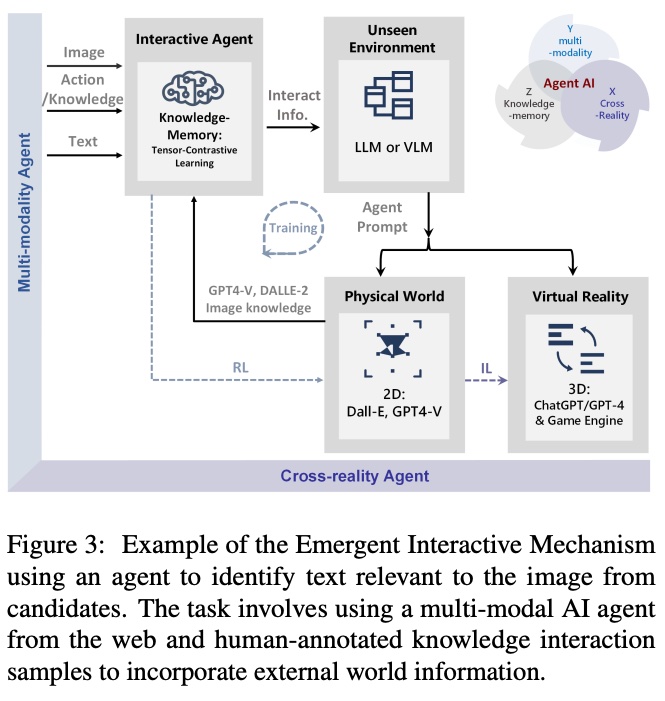 Image
Action
/Knowledge
Text
Multi-modality Agent
Interactive Agent
Knowledge-
Memory:
Tensor-Contrastive
Learning
Interact
Info.
Unseen
Environment
LLM or VLM
Y
multi
-modality
Agent AI
Z
Knowledge
-memory
X
Cross
-Reality
Agent
Prompt
Training
GPT4-V, DALLE-2
Image knowledge
RL
Physical World
2D:
Dall-E, GPT4-V
IL
Virtual Reality
3D:
ChatGPT/GPT-4
& Game Engine
Cross-reality Agent
Figure 3: Example of the Emergent Interactive Mechanism
using an agent to identify text relevant to the image from
candidates. The task involves using a multi-modal AI agent
from the web and human-annotated knowledge interaction
samples to incorporate external world information.